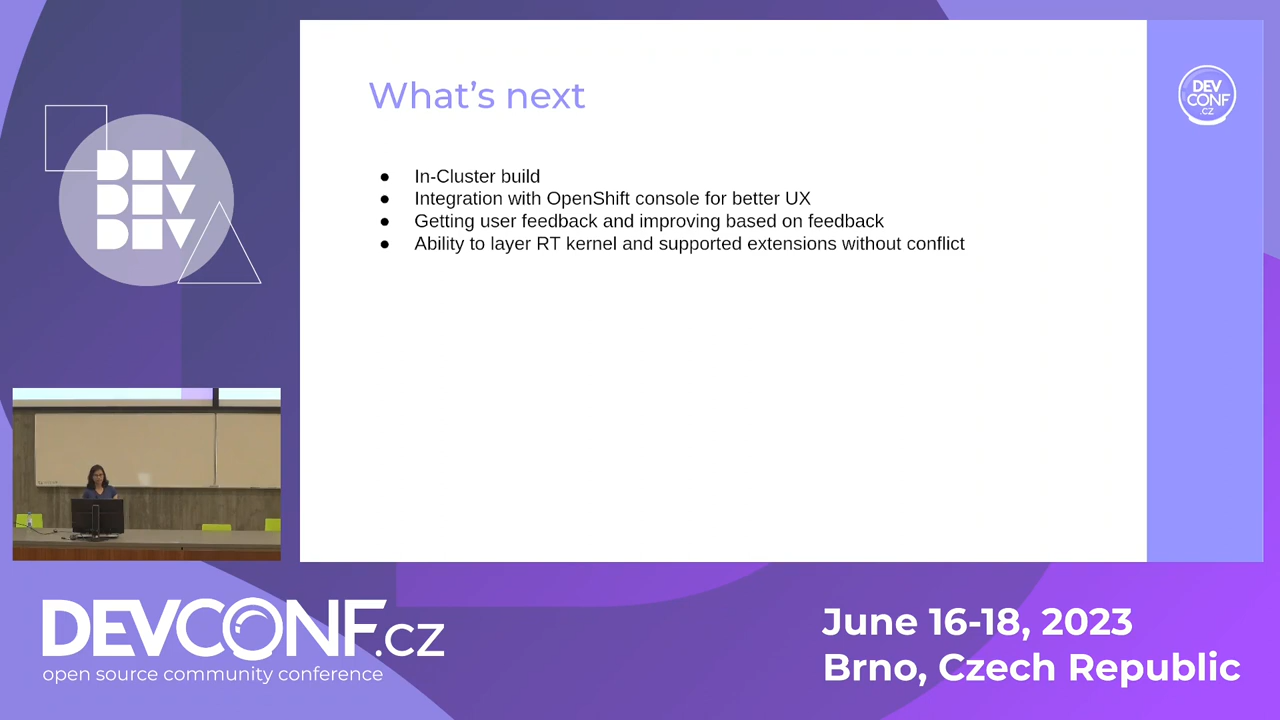 What's next
DEV
CONF
.CZ
DEV
DEV
DEV
● In-Cluster build
● Integration with OpenShift console for better UX
● Getting user feedback and improving based on feedback
● Ability to layer RT kernel and supported extensions without conflict
DEVCONF.cz
open source community conference
June 16-18, 2023
Brno, Czech Republic